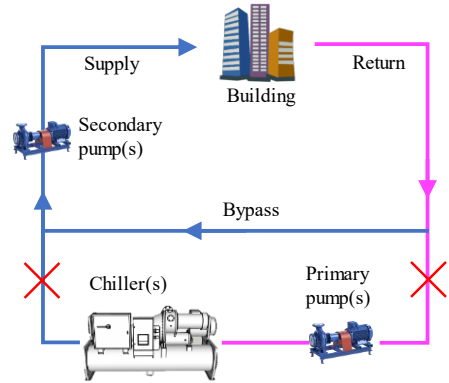 Supply
Return
Building
Secondary
pump(s)
Bypass
Chiller(s)
Primary
pump(s)